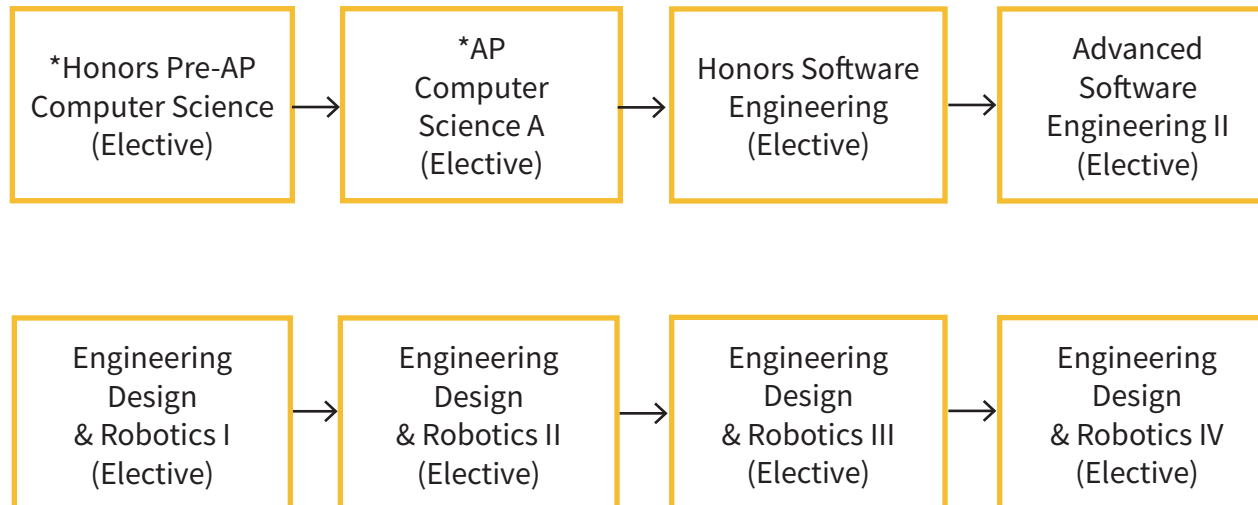 *Honors Pre-AP
Computer Science
(Elective)
*AP
Computer
Science A
(Elective)
Honors Software
Engineering
(Elective)
Advanced
Software
Engineering II
(Elective)
Engineering
Design
& Robotics I
(Elective)
Engineering
Design
& Robotics II
(Elective)
Engineering
Design
& Robotics III
(Elective)
Engineering
Design
& Robotics IV
(Elective)